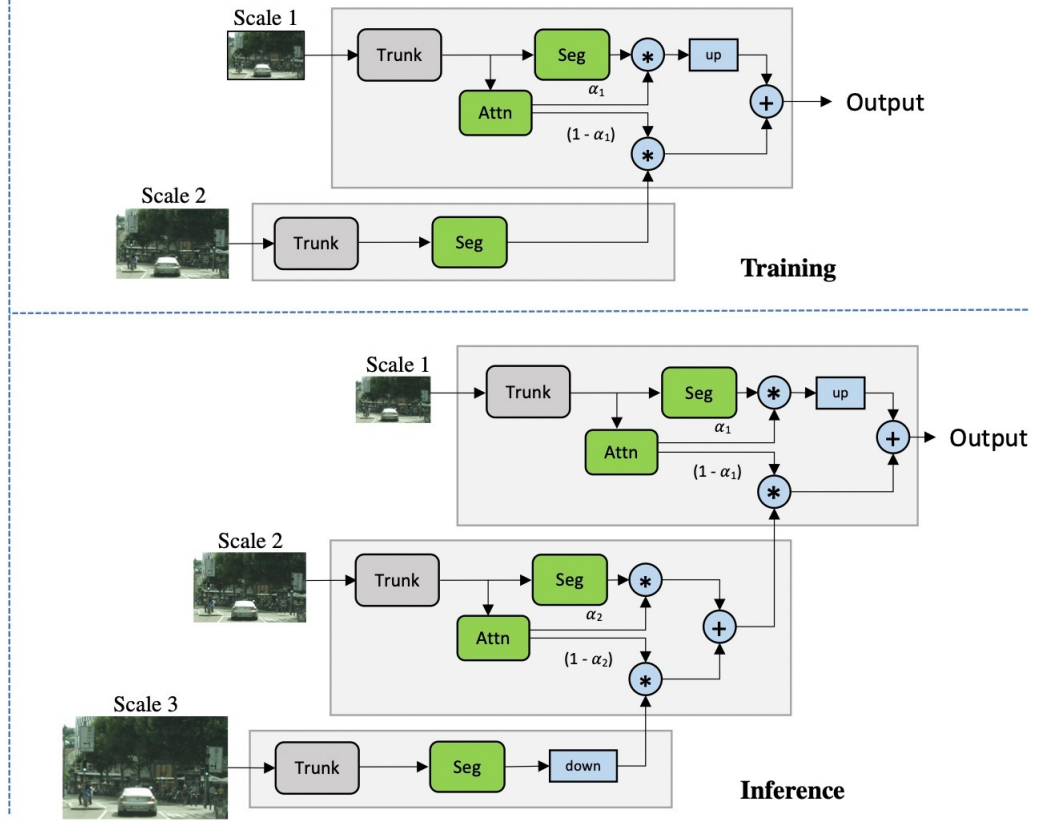 Scale 1
Trunk
Seg
*
up
α1
Attn
+
Output
(1 - α1)
*
Scale 2
Trunk
Seg
Training
Scale 1
Trunk
Seg
*
up
α1
Attn
+
Output
(1 - α1)
*
Scale 2
Trunk
Seg
*
α2
Attn
+
(1 - α2)
*
Scale 3
Trunk
Seg
down
Inference